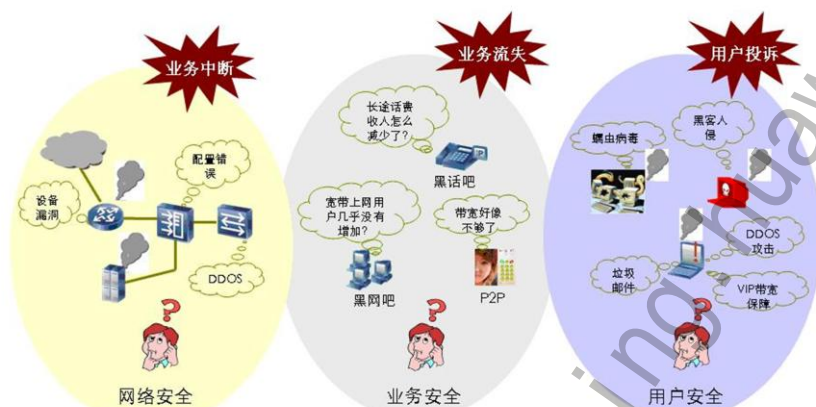 业务中断
业务流失
用户投诉
配置错
误
设备
漏洞
DDOS
网络安全
长途话费
收入怎么
减少了?
黑话吧
宽带上网用
户几乎没有
增加?
黑网吧
带宽好像
不够了
P2P
业务安全
蠕虫病毒
黑客人
侵
DDOS
攻击
垃圾
邮件
VIP带宽
保障
用户安全